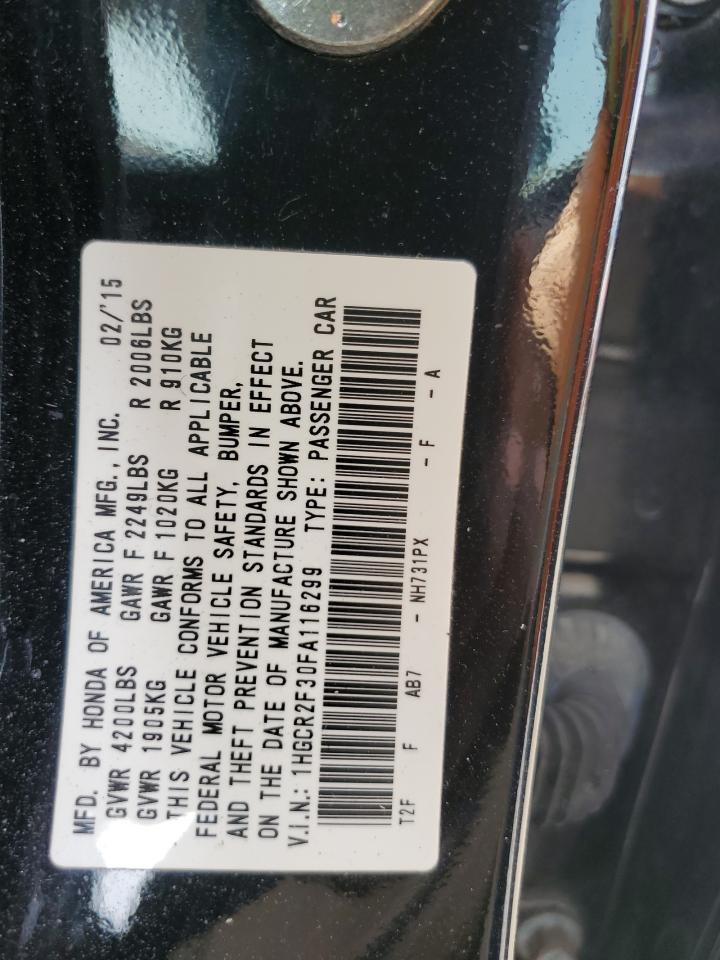 MFD. BY HONDA OF AMERICA MFG., INC. 02/'15
GVWR 4200LBS GAWR F 2249LBS R 2006LBS
GVWR 1905KG GAWR F 1020KG R 910KG
THIS VEHICLE CONFORMS TO ALL APPLICABLE
FEDERAL MOTOR VEHICLE SAFETY, BUMPER,
AND THEFT PREVENTION STANDARDS IN EFFECT
ON THE DATE OF MANUFACTURE SHOWN ABOVE.
V.I.N.: 1HGCR2F30FA116299 TYPE: PASSENGER CAR
T2F F AB7 - NH731PX - F - A